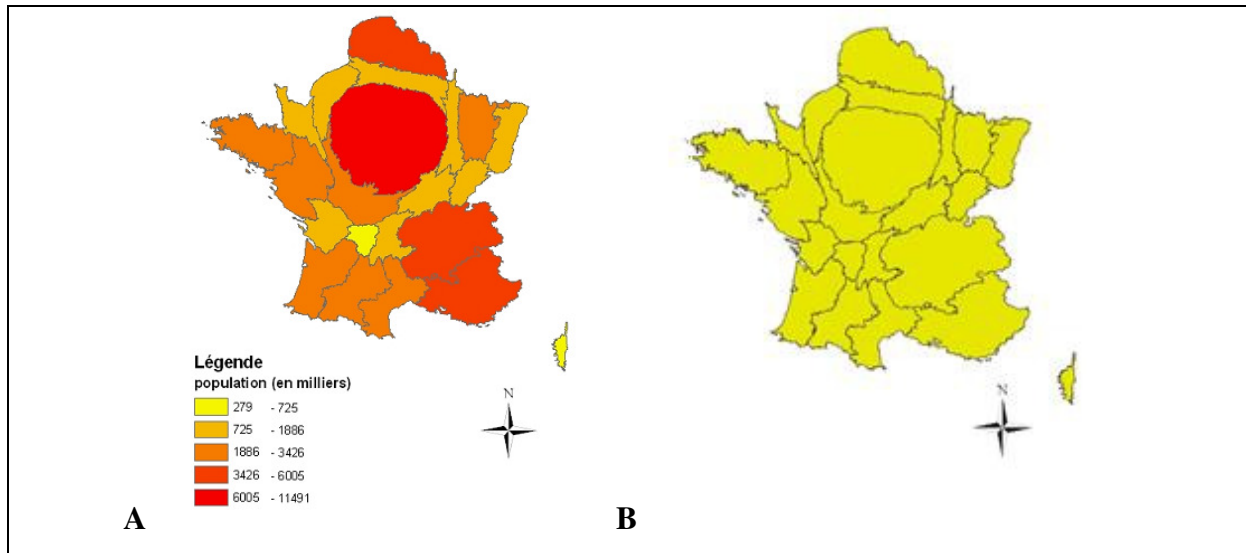 N
N
Légende
population (en milliers)
279 - 725
725 - 1886
1886 - 3426
3426 - 6005
6005 - 11491
A
B